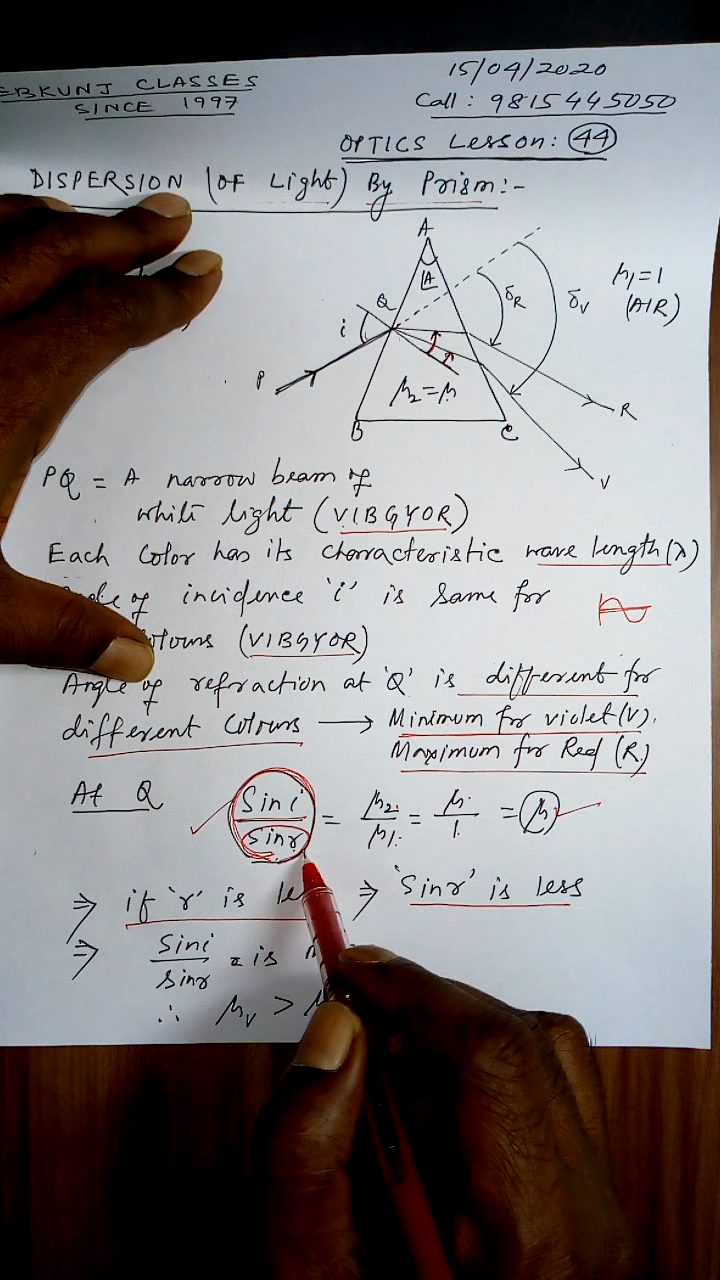 EBKUNJ CLASSES
SINCE 1997
15/04/2020
Call : 9815445050
OPTICS Lesson: 44
DISPERSION (OF Light) By Prism:-
A
A
Q
i
P
δR
δV
μ1=1
(AIR)
μ2=μ
B
C
R
V
PQ = A narrow beam of
white light (VIBGYOR)
Each Color has its characteristic wave length(λ)
of incidence 'i' is same for
(VIBGYOR)
Angle of refraction at 'Q' is different for
different Colours → Minimum for violet(V).
Maximum for Red (R)
At Q
Sin i / Sin r = μ2 / μ1 = μ / 1 = μ
⇒ if 'r' is ⇒ 'Sin r' is less
⇒ Sin i / Sin r is
∴ μV >